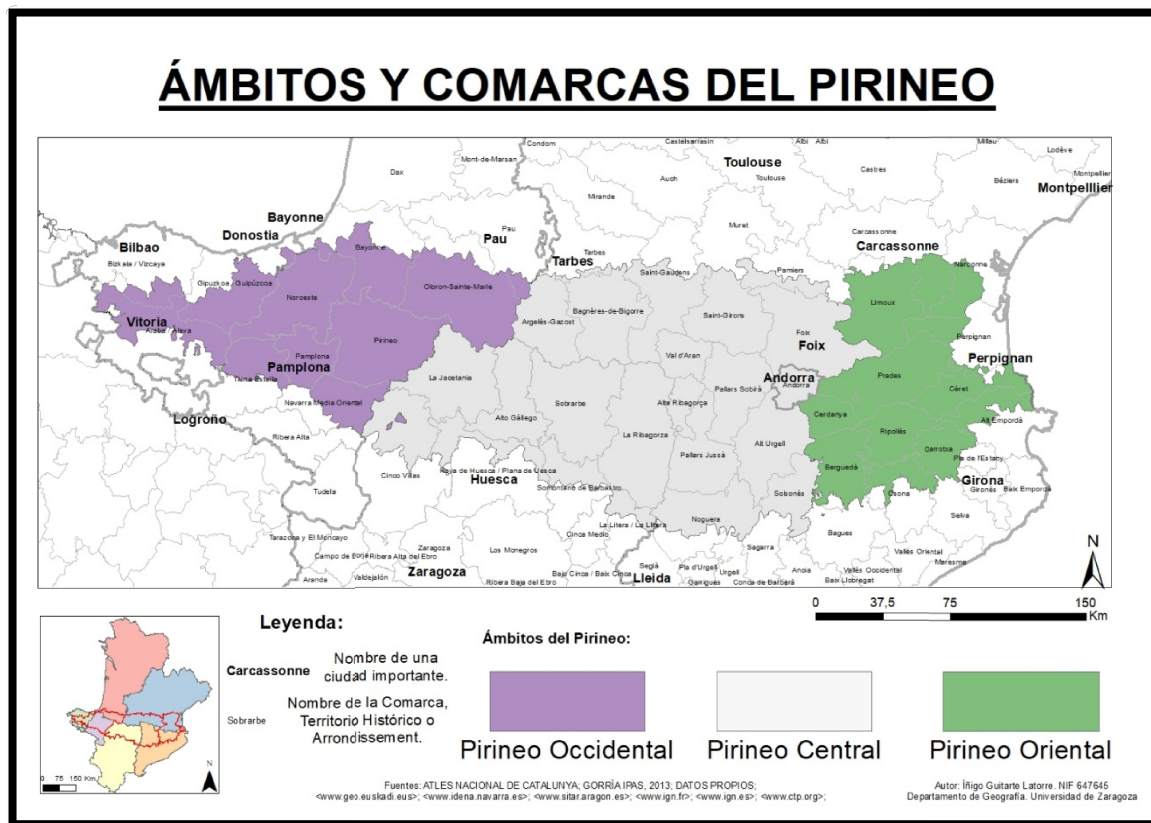 ÁMBITOS Y COMARCAS DEL PIRINEO
Condom
Castelsarrasin
Albi
Albi
Millau
Lodève
Mont-de-Marsan
Dax
Auch
Toulouse
Toulouse
Castres
Béziers
Montpellier
Montpelllier
Mirande
Bayonne
Donostia
Pau
Pau
Muret
Carcassonne
Carcassonne
Bilbao
Bizkaia / Vizcaya
Bayonne
Tarbes
Tarbes
Saint-Gaudens
Pamiers
Narbonne
Gipuzkoa / Guipúzcoa
Noroeste
Oloron-Sainte-Marie
Limoux
Vitoria
Araba / Álava
Argelès-Gazost
Bagnères-de-Bigorre
Saint-Girons
Foix
Foix
Perpignan
Perpignan
Pirineo
Pamplona
Pamplona
Tierra Estella
Val d'Aran
Andorra
Andorra
Prades
Céret
La Jacetania
Navarra Media Oriental
Alto Gállego
Sobrarbe
Alta Ribagorça
Pallars Sobirà
Cerdanya
Alt Empordà
Logroño
Ribera Alta
La Ribagorza
Alt Urgell
Ripollès
Garrotxa
Pallars Jussà
Berguedà
Pla de l'Estany
Cinco Villas
Hoya de Huesca / Plana de Uesca
Huesca
Somontano de Barbastro
Solsonès
Osona
Girona
Gironès
Baix Empordà
Tudela
Noguera
Selva
La Litera / La Llitera
Cinca Medio
Bages
Tarazona y El Moncayo
Campo de Borja
Ribera Alta del Ebro
Zaragoza
Zaragoza
Los Monegros
Segrià
Pla d'Urgell
Segarra
Urgell
Anoia
Vallès Oriental
Maresme
Aranda
Valdejalón
Ribera Baja del Ebro
Bajo Cinca / Baix Cinca
Lleida
Garrigues
Conca de Barberà
Vallès Occidental
Baix Llobregat
N
0 37,5 75 150
Km
Leyenda:
Carcassonne
Nombre de una
ciudad importante.
Sobrarbe
Nombre de la Comarca,
Territorio Histórico o
Arrondissement.
Ámbitos del Pirineo:
Pirineo Occidental
Pirineo Central
Pirineo Oriental
0 75 150 Km
N
Fuentes: ATLES NACIONAL DE CATALUNYA; GORRÍA IPAS, 2013; DATOS PROPIOS;
<www.geo.euskadi.eus>; <www.idena.navarra.es>; <www.sitar.aragon.es>; <www.ign.fr>; <www.ign.es>; <www.ctp.org>;
Autor: Íñigo Guitarte Latorre. NIF 647645
Departamento de Geografía. Universidad de Zaragoza